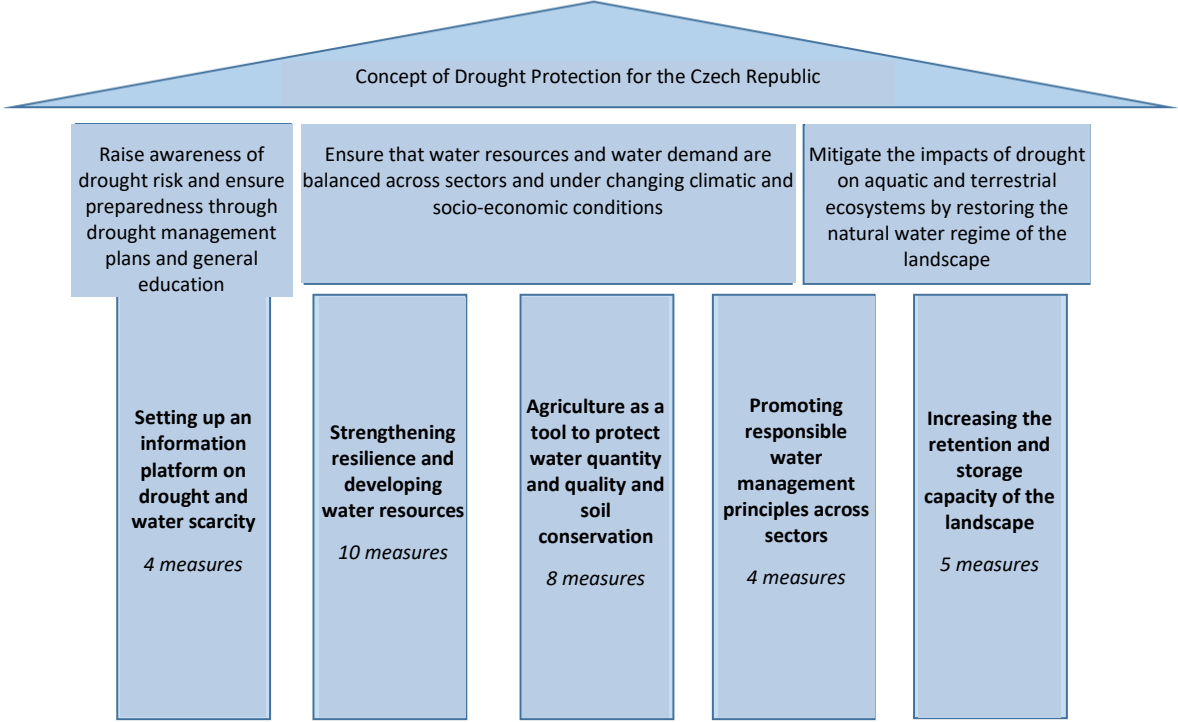 Concept of Drought Protection for the Czech Republic
Raise awareness of
drought risk and ensure
preparedness through
drought management
plans and general
education
Ensure that water resources and water demand are
balanced across sectors and under changing climatic and
socio-economic conditions
Mitigate the impacts of drought
on aquatic and terrestrial
ecosystems by restoring the
natural water regime of the
landscape
Setting up an
information
platform on
drought and
water scarcity
4 measures
Strengthening
resilience and
developing
water resources
10 measures
Agriculture as a
tool to protect
water quantity
and quality and
soil
conservation
8 measures
Promoting
responsible
water
management
principles across
sectors
4 measures
Increasing the
retention and
storage
capacity of the
landscape
5 measures